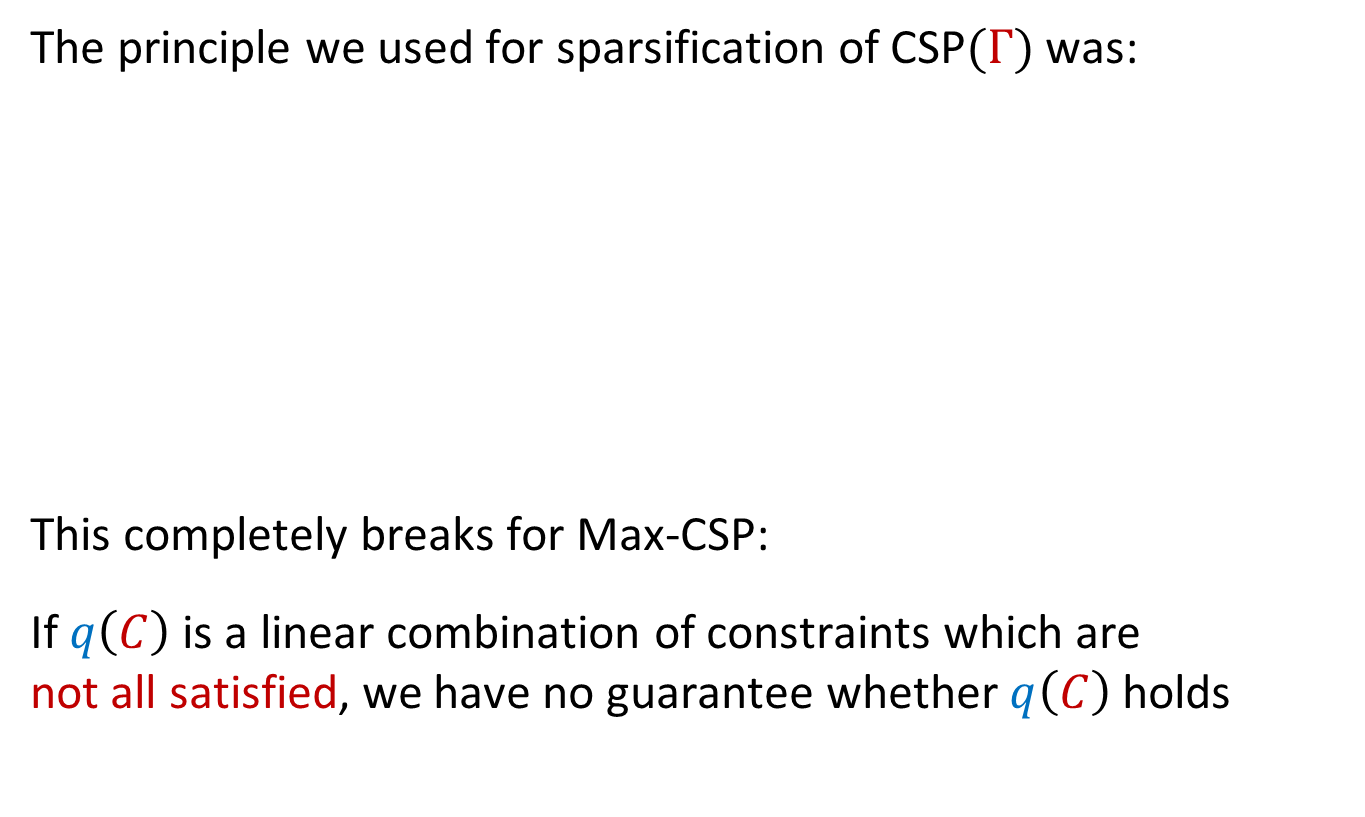 The principle we used for sparsification of CSP(Γ) was:
This completely breaks for Max-CSP:
If q(C) is a linear combination of constraints which are
not all satisfied, we have no guarantee whether q(C) holds